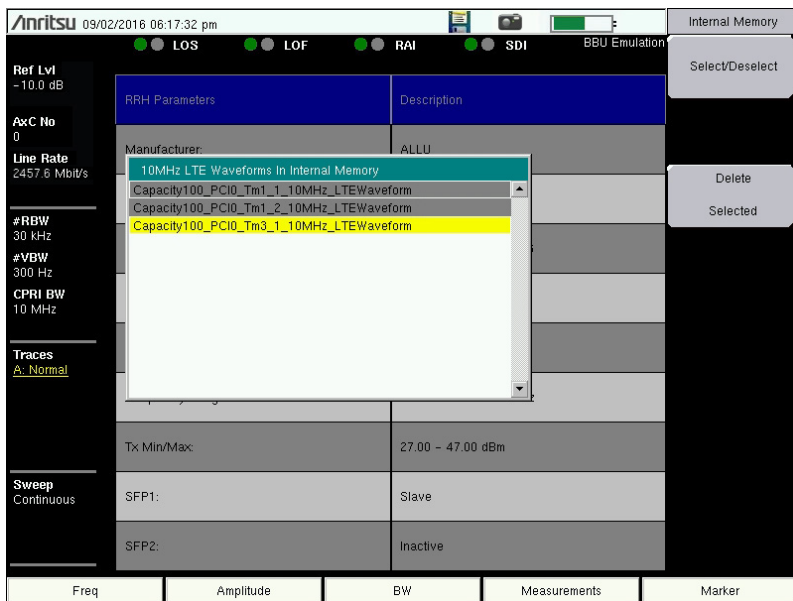 Anritsu 09/02/2016 06:17:32 pm
Internal Memory
LOS LOF RAI SDI BBU Emulation
Select/Deselect
Ref Lvl
-10.0 dB
RRH Parameters Description
AxC No
0
Manufacturer: ALLU
Line Rate
2457.6 Mbit/s
10MHz LTE Waveforms In Internal Memory
Capacity100_PCI0_Tm1_1_10MHz_LTEWaveform
Capacity100_PCI0_Tm1_2_10MHz_LTEWaveform
Capacity100_PCI0_Tm3_1_10MHz_LTEWaveform
Delete
Selected
#RBW
30 kHz
#VBW
300 Hz
CPRI BW
10 MHz
Traces
A: Normal
Tx Min/Max: 27.00 - 47.00 dBm
Sweep
Continuous
SFP1: Slave
SFP2: Inactive
Freq Amplitude BW Measurements Marker